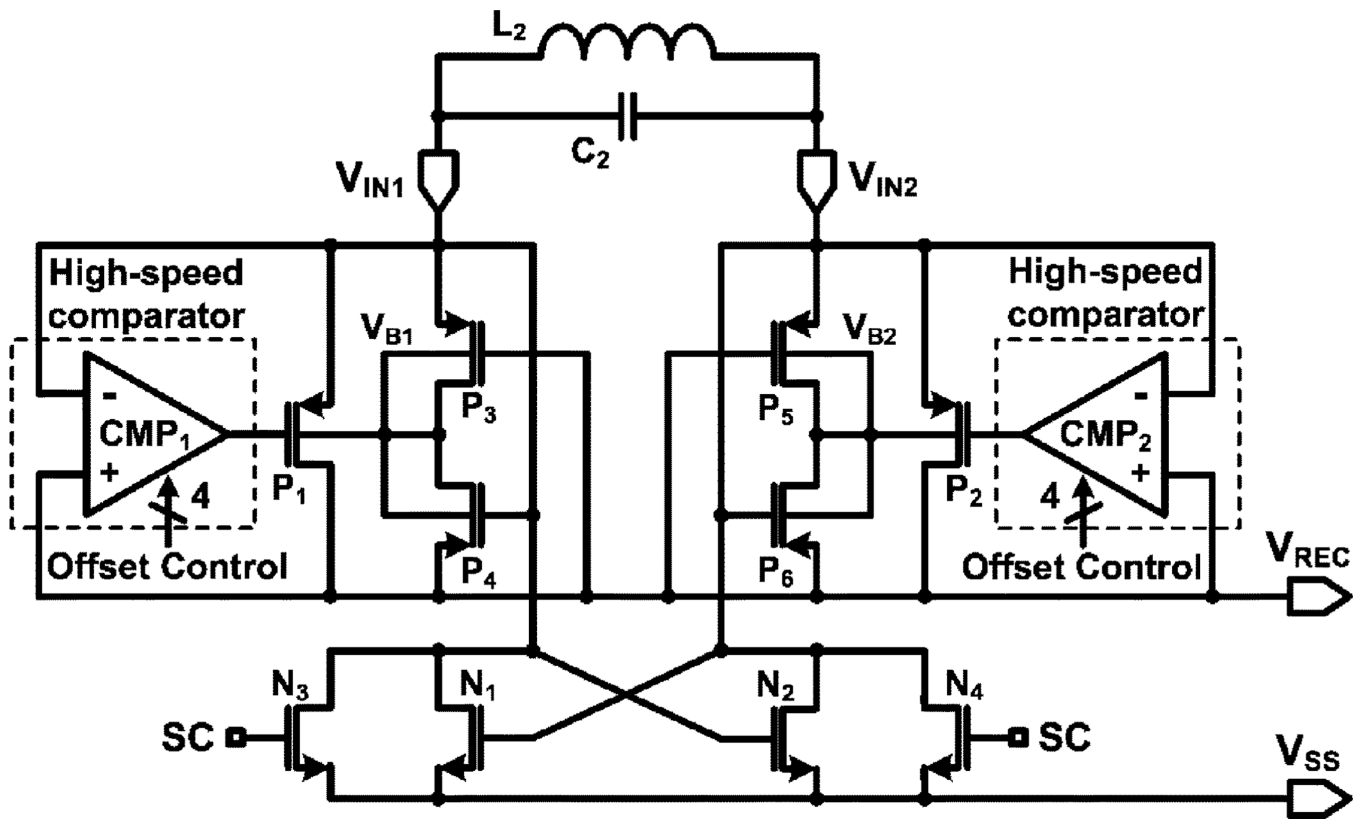 L2
C2
VIN1
VIN2
High-speed
comparator
High-speed
comparator
VB1
VB2
-
CMP1
+
4
Offset Control
P1
P3
P4
P5
P6
P2
-
CMP2
+
4
Offset Control
VREC
SC
N3
N1
N2
N4
SC
VSS